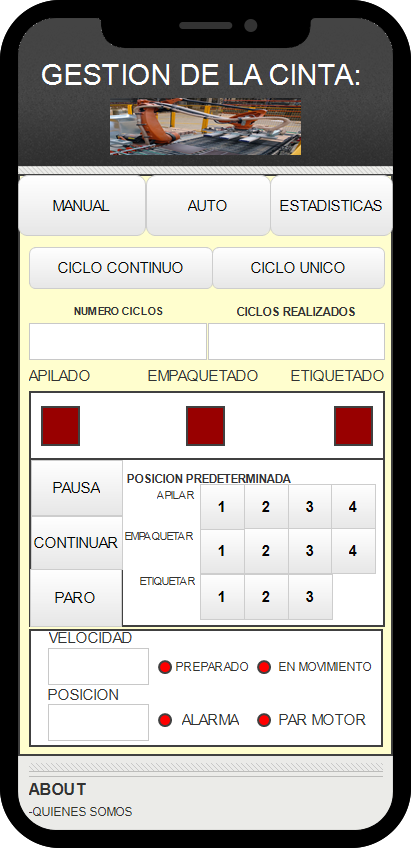 GESTION DE LA CINTA:
MANUAL AUTO ESTADISTICAS
CICLO CONTINUO CICLO UNICO
NUMERO CICLOS CICLOS REALIZADOS
APILADO EMPAQUETADO ETIQUETADO
PAUSA
CONTINUAR
PARO
POSICION PREDETERMINADA
APILAR 1 2 3 4
EMPAQUETAR 1 2 3 4
ETIQUETAR 1 2 3
VELOCIDAD
PREPARADO EN MOVIMIENTO
POSICION
ALARMA PAR MOTOR
ABOUT
-QUIENES SOMOS